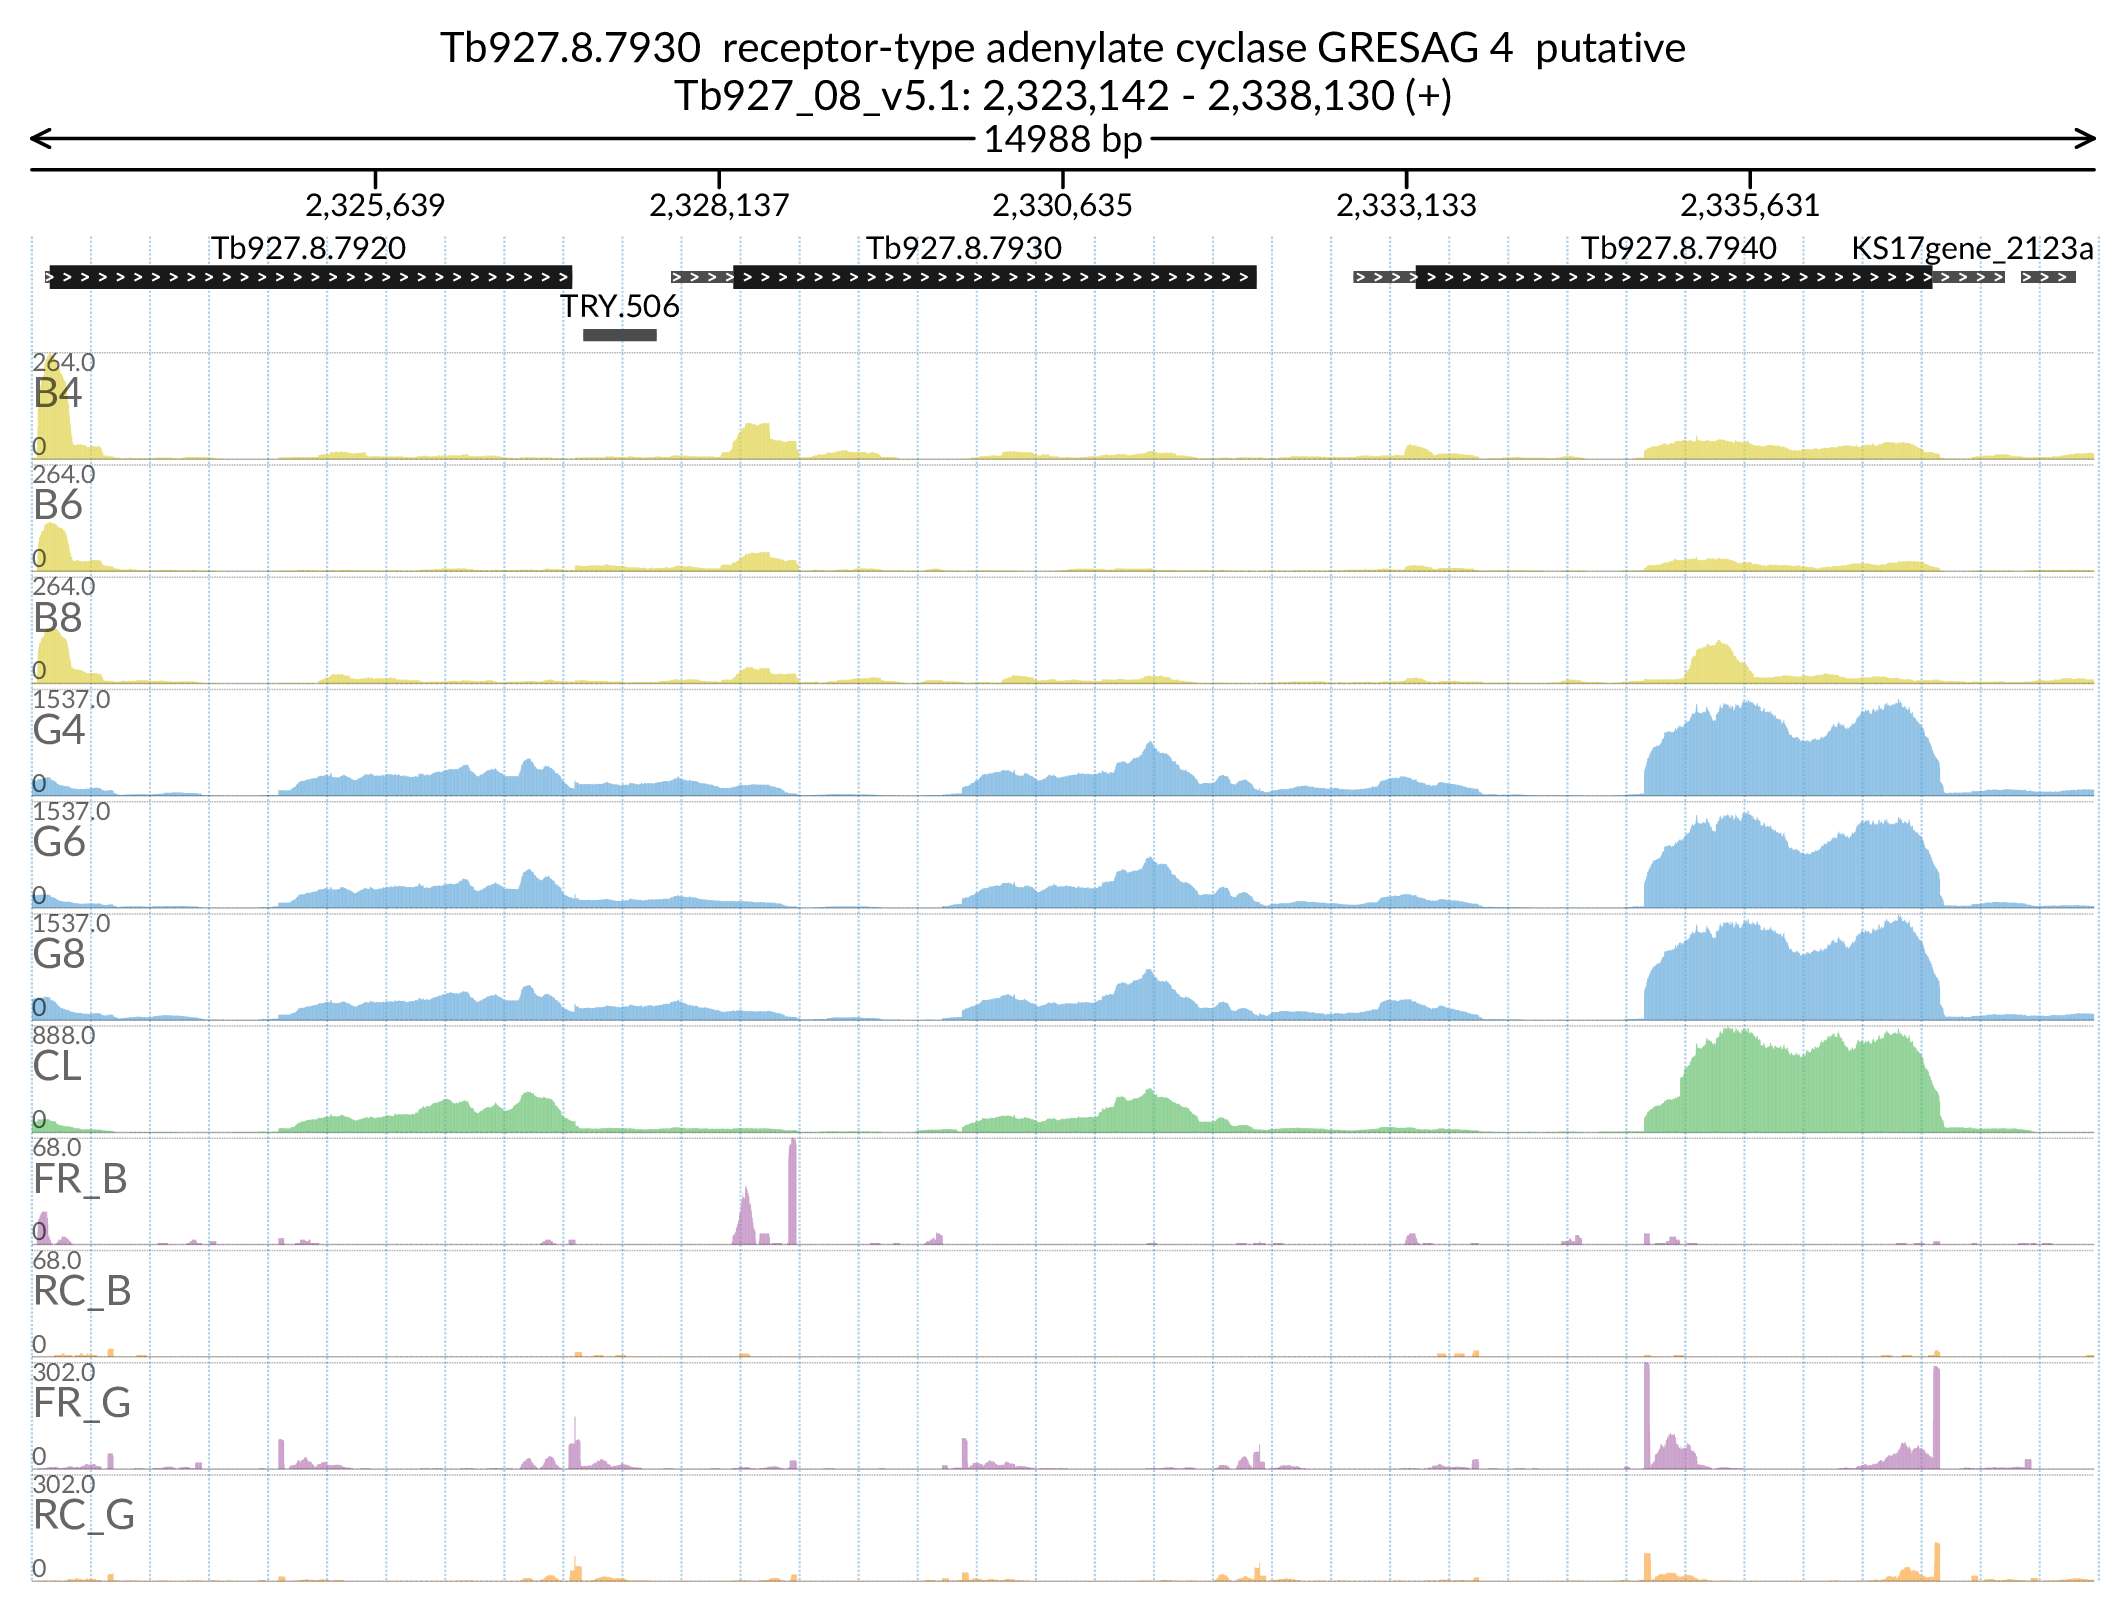 Tb927.8.7930  receptor-type adenylate cyclase GRESAG 4  putative
Tb927_08_v5.1: 2,323,142 - 2,338,130 (+)
14988 bp
2,325,639 2,328,137 2,330,635 2,333,133 2,335,631
Tb927.8.7920 Tb927.8.7930 Tb927.8.7940 KS17gene_2123a
TRY.506
264.0
B4
0
264.0
B6
0
264.0
B8
0
1537.0
G4
0
1537.0
G6
0
1537.0
G8
0
888.0
CL
0
68.0
FR_B
0
68.0
RC_B
0
302.0
FR_G
0
302.0
RC_G
0